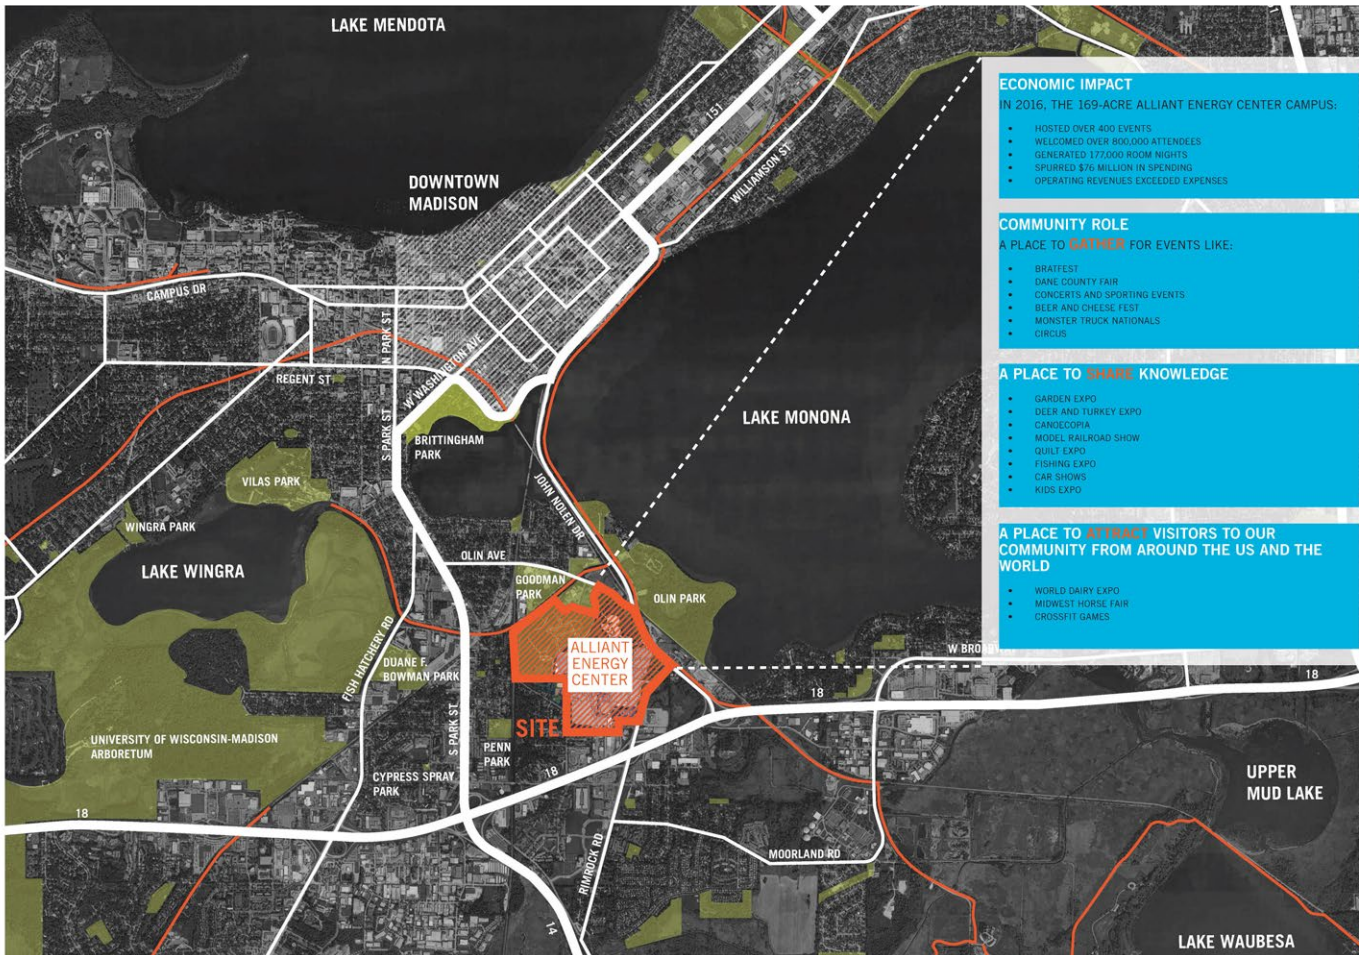 LAKE MENDOTA
151
WILLIAMSON ST
DOWNTOWN
MADISON
CAMPUS DR
N PARK ST
W WASHINGTON AVE
REGENT ST
S PARK ST
BRITTINGHAM
PARK
LAKE MONONA
VILAS PARK
JOHN NOLEN DR
WINGRA PARK
LAKE WINGRA
OLIN AVE
GOODMAN
PARK
OLIN PARK
FISH HATCHERY RD
DUANE F.
BOWMAN PARK
ALLIANT
ENERGY
CENTER
SITE
S PARK ST
PENN
PARK
UNIVERSITY OF WISCONSIN-MADISON
ARBORETUM
CYPRESS SPRAY
PARK
18
18
18
18
W BROADWAY
RIMROCK RD
MOORLAND RD
14
UPPER
MUD LAKE
LAKE WAUBESA
ECONOMIC IMPACT
IN 2016, THE 169-ACRE ALLIANT ENERGY CENTER CAMPUS:
• HOSTED OVER 400 EVENTS
• WELCOMED OVER 800,000 ATTENDEES
• GENERATED 177,000 ROOM NIGHTS
• SPURRED $76 MILLION IN SPENDING
• OPERATING REVENUES EXCEEDED EXPENSES
COMMUNITY ROLE
A PLACE TO GATHER FOR EVENTS LIKE:
• BRATFEST
• DANE COUNTY FAIR
• CONCERTS AND SPORTING EVENTS
• BEER AND CHEESE FEST
• MONSTER TRUCK NATIONALS
• CIRCUS
A PLACE TO SHARE KNOWLEDGE
• GARDEN EXPO
• DEER AND TURKEY EXPO
• CANOECOPIA
• MODEL RAILROAD SHOW
• QUILT EXPO
• FISHING EXPO
• CAR SHOWS
• KIDS EXPO
A PLACE TO ATTRACT VISITORS TO OUR
COMMUNITY FROM AROUND THE US AND THE
WORLD
• WORLD DAIRY EXPO
• MIDWEST HORSE FAIR
• CROSSFIT GAMES